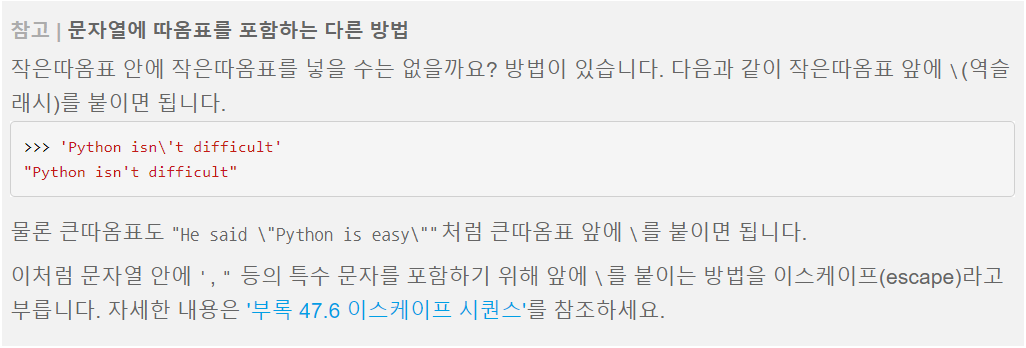 참고 | 문자열에 따옴표를 포함하는 다른 방법
작은따옴표 안에 작은따옴표를 넣을 수는 없을까요? 방법이 있습니다. 다음과 같이 작은따옴표 앞에 \(역슬
래시)를 붙이면 됩니다.
>>> 'Python isn\'t difficult'
"Python isn't difficult"
물론 큰따옴표도 "He said \"Python is easy\""처럼 큰따옴표 앞에 \를 붙이면 됩니다.
이처럼 문자열 안에 ', " 등의 특수 문자를 포함하기 위해 앞에 \를 붙이는 방법을 이스케이프(escape)라고
부릅니다. 자세한 내용은 '부록 47.6 이스케이프 시퀀스'를 참조하세요.